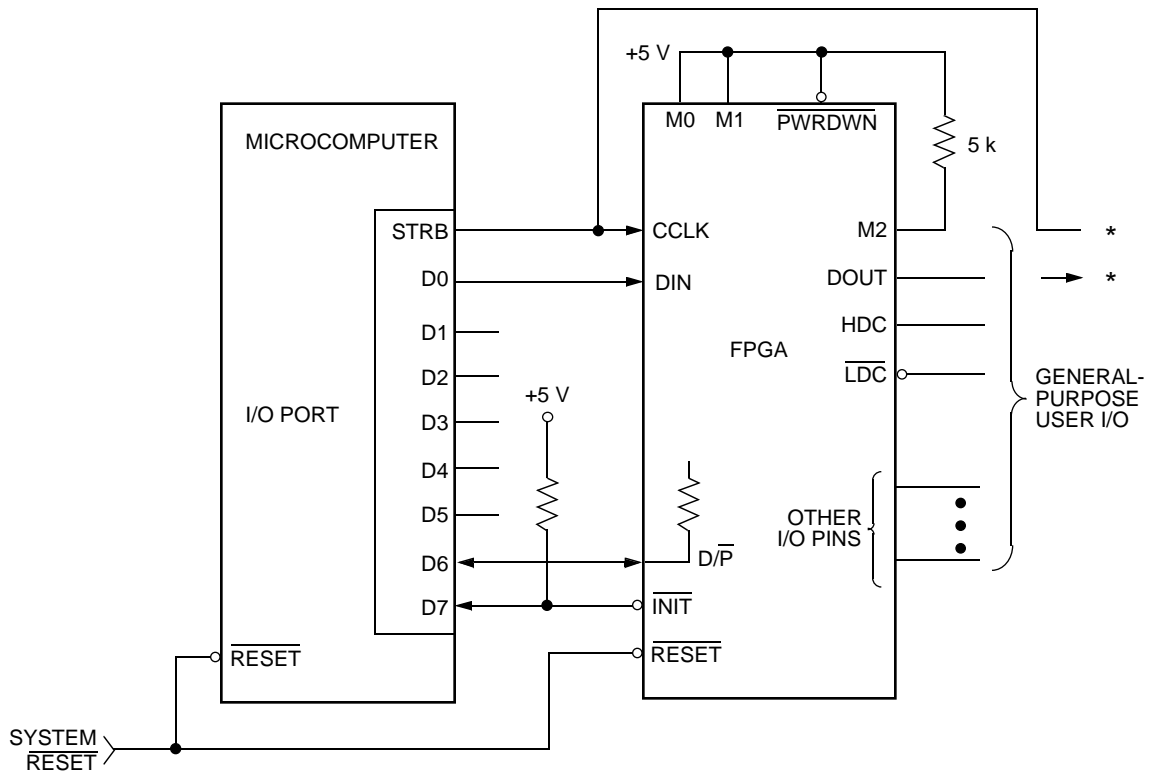 +5 V
M0 M1 PWRDWN
MICROCOMPUTER
5 k
STRB
CCLK
M2
*
D0
DIN
DOUT
*
D1
HDC
FPGA
D2
LDC
+5 V
GENERAL-
PURPOSE
USER I/O
I/O PORT
D3
D4
D5
OTHER
I/O PINS
D6
D/P
D7
INIT
RESET
RESET
SYSTEM
RESET